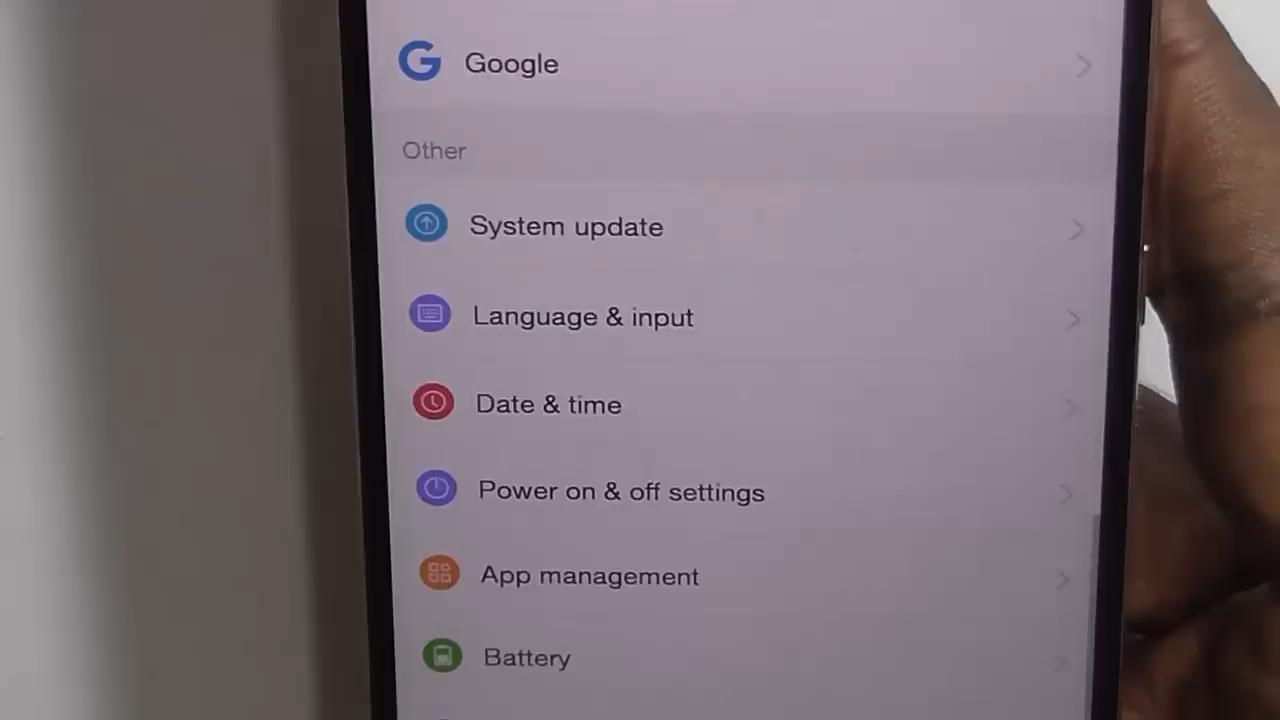 Google
Other
System update
Language & input
Date & time
Power on & off settings
App management
Battery